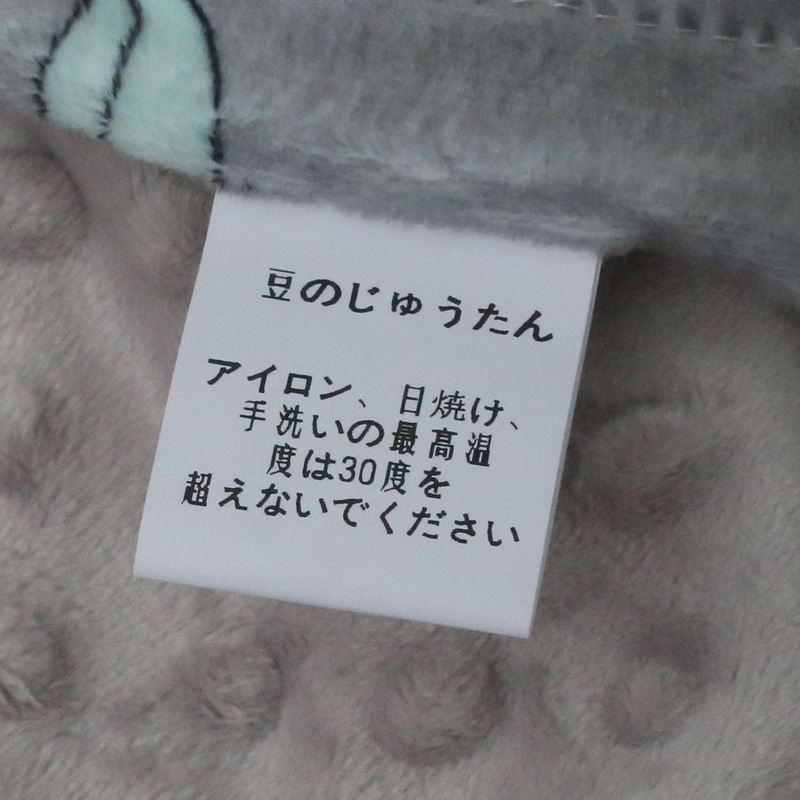 豆のじゅうたん
アイロン、日焼け、
手洗いの最高温
度は30度を
超えないでください